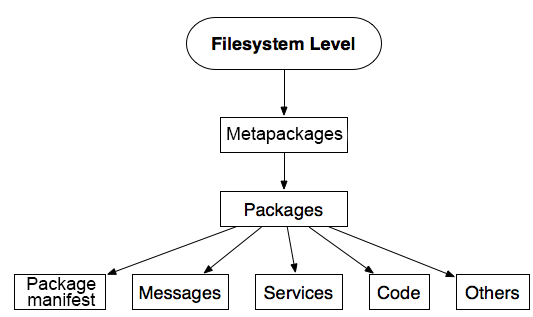 Filesystem Level
Metapackages
Packages
Package
manifest
Messages
Services
Code
Others